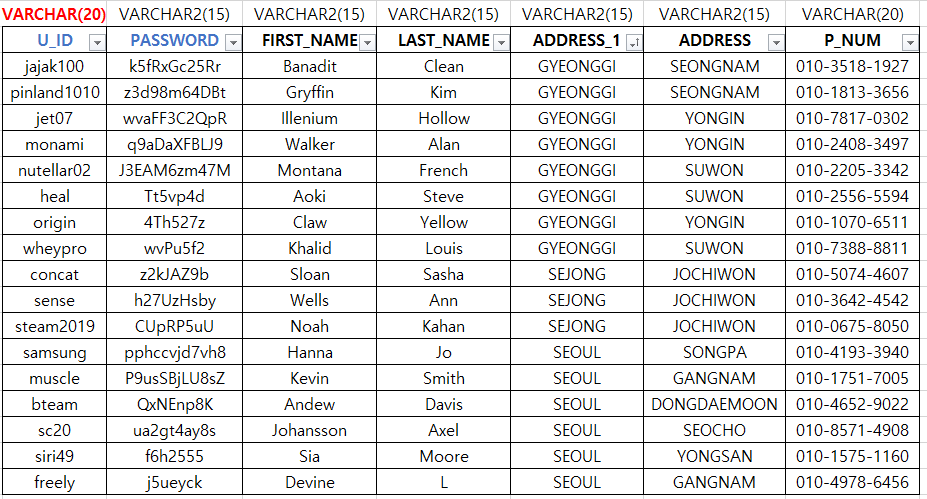 VARCHAR(20) VARCHAR2(15) VARCHAR2(15) VARCHAR2(15) VARCHAR2(15) VARCHAR2(15) VARCHAR(20)
U_ID PASSWORD FIRST_NAME LAST_NAME ADDRESS_1 ADDRESS P_NUM
jajak100 k5fRxGc25Rr Banadit Clean GYEONGGI SEONGNAM 010-3518-1927
pinland1010 z3d98m64DBt Gryffin Kim GYEONGGI SEONGNAM 010-1813-3656
jet07 wvaFF3C2QpR Illenium Hollow GYEONGGI YONGIN 010-7817-0302
monami q9aDaXFBLJ9 Walker Alan GYEONGGI YONGIN 010-2408-3497
nutellar02 J3EAM6zm47M Montana French GYEONGGI SUWON 010-2205-3342
heal Tt5vp4d Aoki Steve GYEONGGI SUWON 010-2556-5594
origin 4Th527z Claw Yellow GYEONGGI YONGIN 010-1070-6511
wheypro wvPu5f2 Khalid Louis GYEONGGI SUWON 010-7388-8811
concat z2kJAZ9b Sloan Sasha SEJONG JOCHIWON 010-5074-4607
sense h27UzHsby Wells Ann SEJONG JOCHIWON 010-3642-4542
steam2019 CUpRP5uU Noah Kahan SEJONG JOCHIWON 010-0675-8050
samsung pphccvjd7vh8 Hanna Jo SEOUL SONGPA 010-4193-3940
muscle P9usSBjLU8sZ Kevin Smith SEOUL GANGNAM 010-1751-7005
bteam QxNEnp8K Andew Davis SEOUL DONGDAEMOON 010-4652-9022
sc20 ua2gt4ay8s Johansson Axel SEOUL SEOCHO 010-8571-4908
siri49 f6h2555 Sia Moore SEOUL YONGSAN 010-1575-1160
freely j5ueyck Devine L SEOUL GANGNAM 010-4978-6456